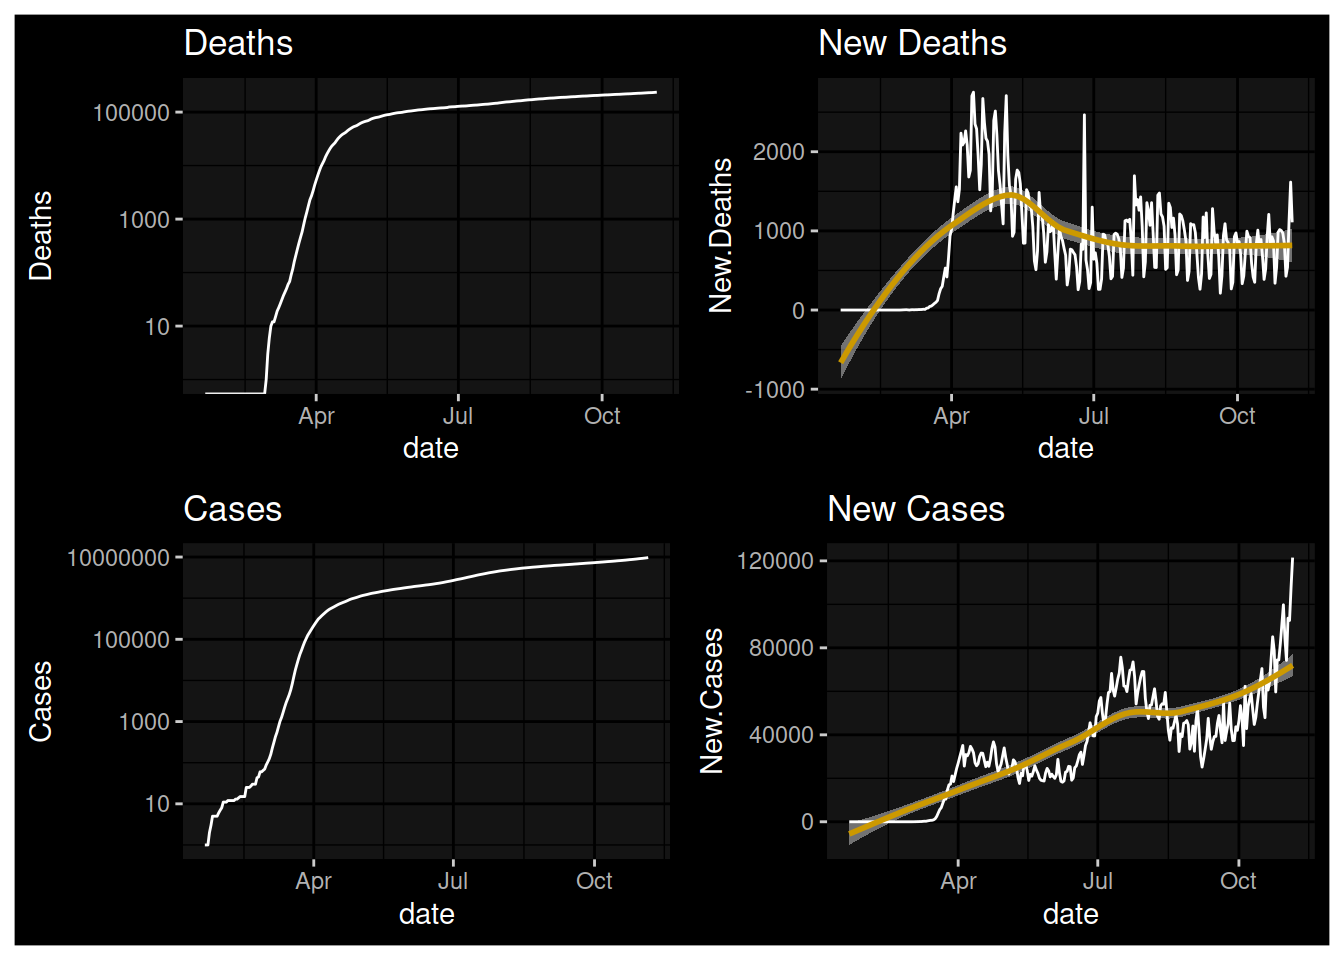 Deaths
Deaths
100000
1000
10
Apr Jul Oct
date
New Deaths
New.Deaths
2000
1000
0
-1000
Apr Jul Oct
date
Cases
Cases
10000000
100000
1000
10
Apr Jul Oct
date
New Cases
New.Cases
120000
80000
40000
0
Apr Jul Oct
date